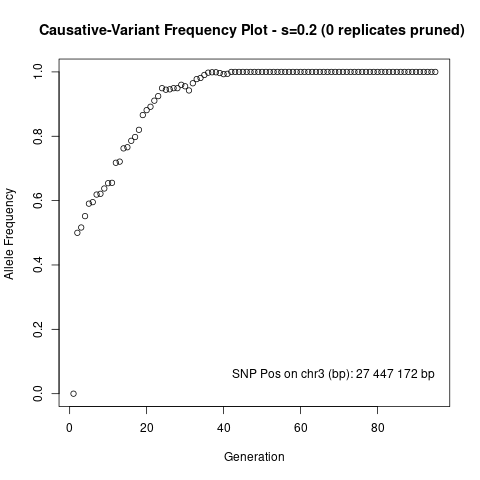 Causative-Variant Frequency Plot - s=0.2 (0 replicates pruned)
Allele Frequency
1.0
0.8
0.6
0.4
0.2
0.0
SNP Pos on chr3 (bp): 27 447 172 bp
0 20 40 60 80
Generation